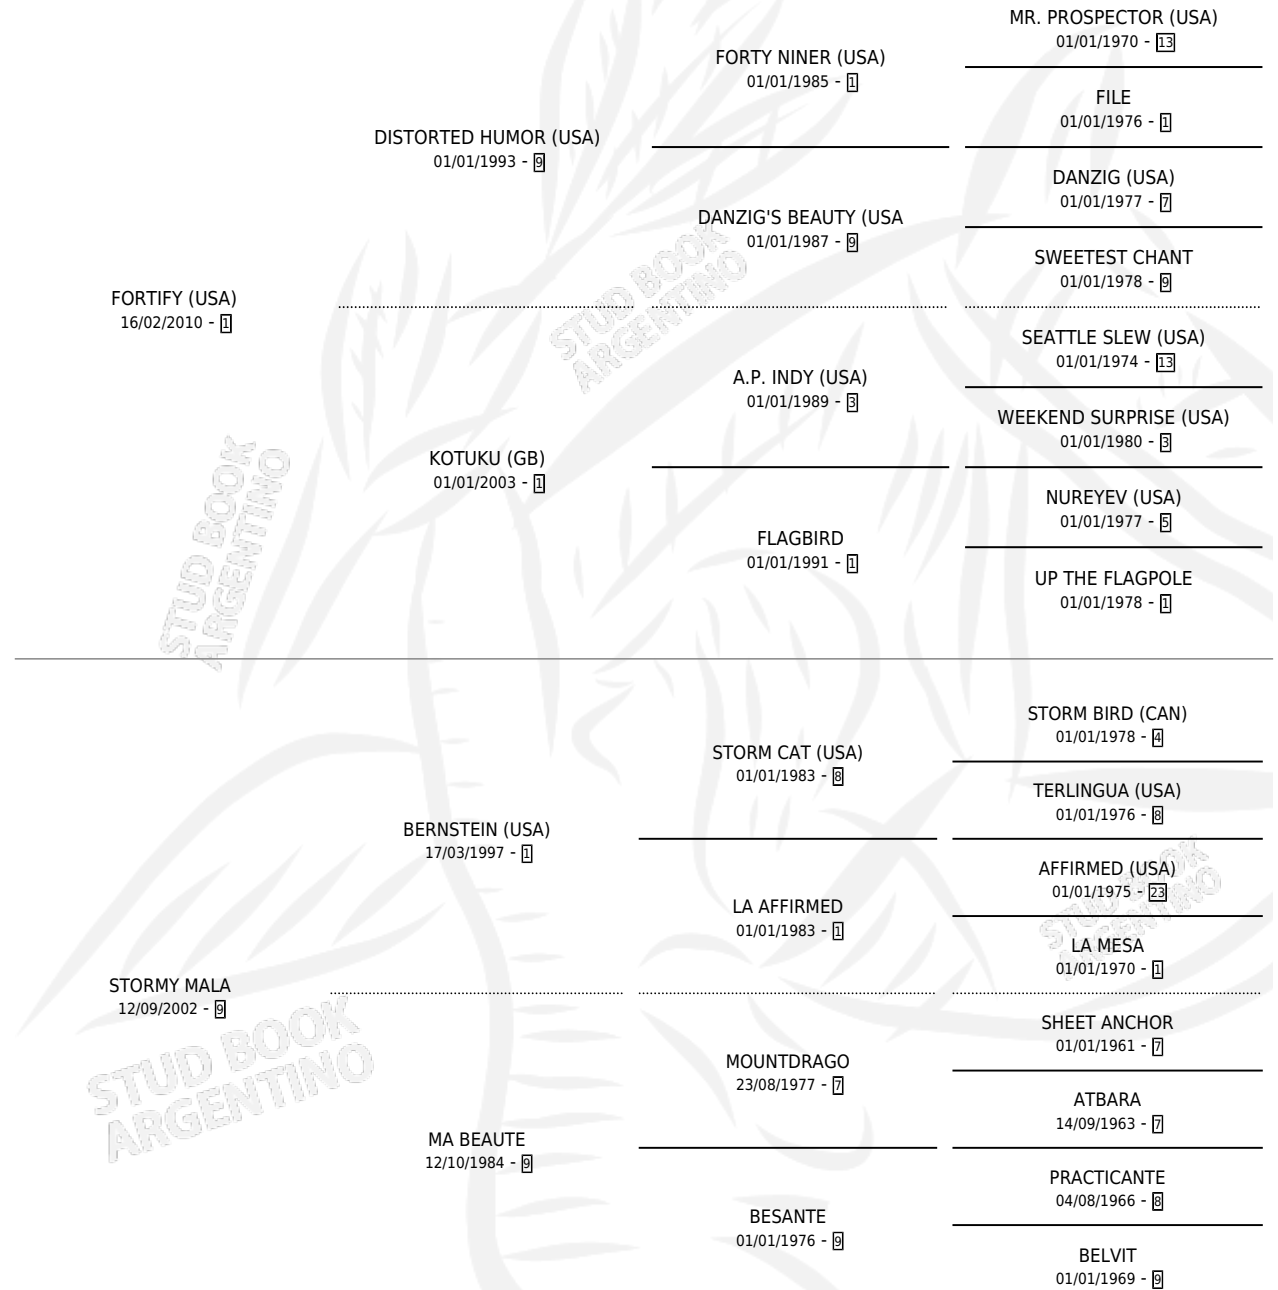 MR. PROSPECTOR (USA)
01/01/1970 - 13
FORTY NINER (USA)
01/01/1985 - 1
FILE
01/01/1976 - 1
DISTORTED HUMOR (USA)
01/01/1993 - 9
DANZIG (USA)
01/01/1977 - 7
DANZIG'S BEAUTY (USA
01/01/1987 - 9
SWEETEST CHANT
01/01/1978 - 9
FORTIFY (USA)
16/02/2010 - 1
STUD BOOK
ARGENTINO
SEATTLE SLEW (USA)
01/01/1974 - 13
A.P. INDY (USA)
01/01/1989 - 3
WEEKEND SURPRISE (USA)
01/01/1980 - 3
KOTUKU (GB)
01/01/2003 - 1
NUREYEV (USA)
01/01/1977 - 5
FLAGBIRD
01/01/1991 - 1
UP THE FLAGPOLE
01/01/1978 - 1
STUD BOOK
ARGENTINO
STORM BIRD (CAN)
01/01/1978 - 4
STORM CAT (USA)
01/01/1983 - 8
TERLINGUA (USA)
01/01/1976 - 8
BERNSTEIN (USA)
17/03/1997 - 1
AFFIRMED (USA)
01/01/1975 - 23
LA AFFIRMED
01/01/1983 - 1
STUD BOOK
ARGENTINO
LA MESA
01/01/1970 - 1
STORMY MALA
12/09/2002 - 9
SHEET ANCHOR
01/01/1961 - 7
MOUNTDRAGO
23/08/1977 - 7
STUD BOOK
ARGENTINO
ATBARA
14/09/1963 - 7
MA BEAUTE
12/10/1984 - 9
PRACTICANTE
04/08/1966 - 8
BESANTE
01/01/1976 - 9
BELVIT
01/01/1969 - 9